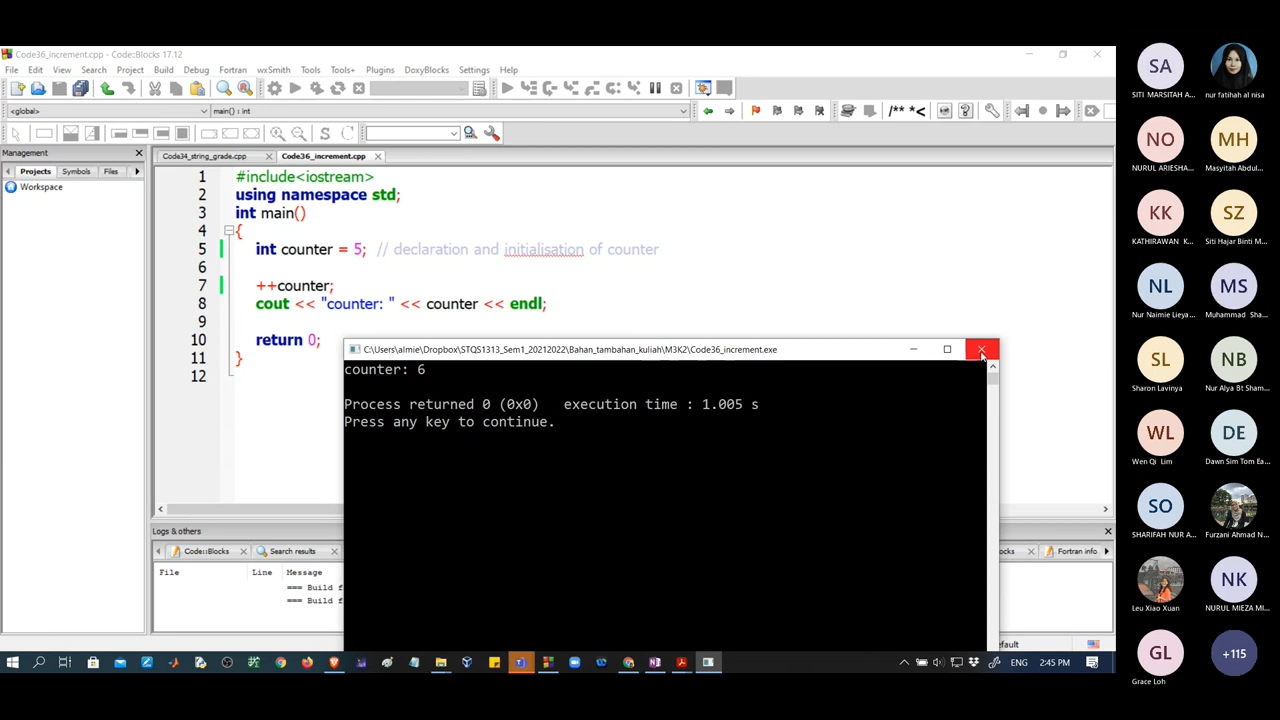 Code36_increment.cpp - Code::Blocks 17.12
File Edit View Search Project Build Debug Fortran wxSmith Tools Tools+ Plugins DoxyBlocks Settings Help
<global> main() : int
Management
Projects Symbols Files
Workspace
Code34_string_grade.cpp Code36_increment.cpp
1 #include<iostream>
2 using namespace std;
3 int main()
4 {
5 int counter = 5; // declaration and initialisation of counter
6
7 ++counter;
8 cout << "counter: " << counter << endl;
9
10 return 0;
11 }
12
C:\Users\almie\Dropbox\STQS1313_Sem1_20212022\Bahan_tambahan_kuliah\M3K2\Code36_increment.exe
counter: 6
Process returned 0 (0x0) execution time : 1.005 s
Press any key to continue.
Logs & others
Code::Blocks Search results ocks Fortran info
File Line Message
=== Build f
=== Build f
efault
ENG 2:45 PM
SA
SITI MARSITAH A...
nur fatihah al nisa
NO
NURUL ARIESHA...
MH
Masyitah Abdul...
KK
KATHIRAWAN K...
SZ
Siti Hajar Binti M...
NL
Nur Naimie Lieya...
MS
Muhammad Sha...
SL
Sharon Lavinya
NB
Nur Alya Bt Sham...
WL
Wen Qi Lim
DE
Dawn Sim Tom Ea...
SO
SHARIFAH NUR A...
Furzani Ahmad N...
Leu Xiao Xuan
NK
NURUL MIEZA MI...
GL
Grace Loh
+115